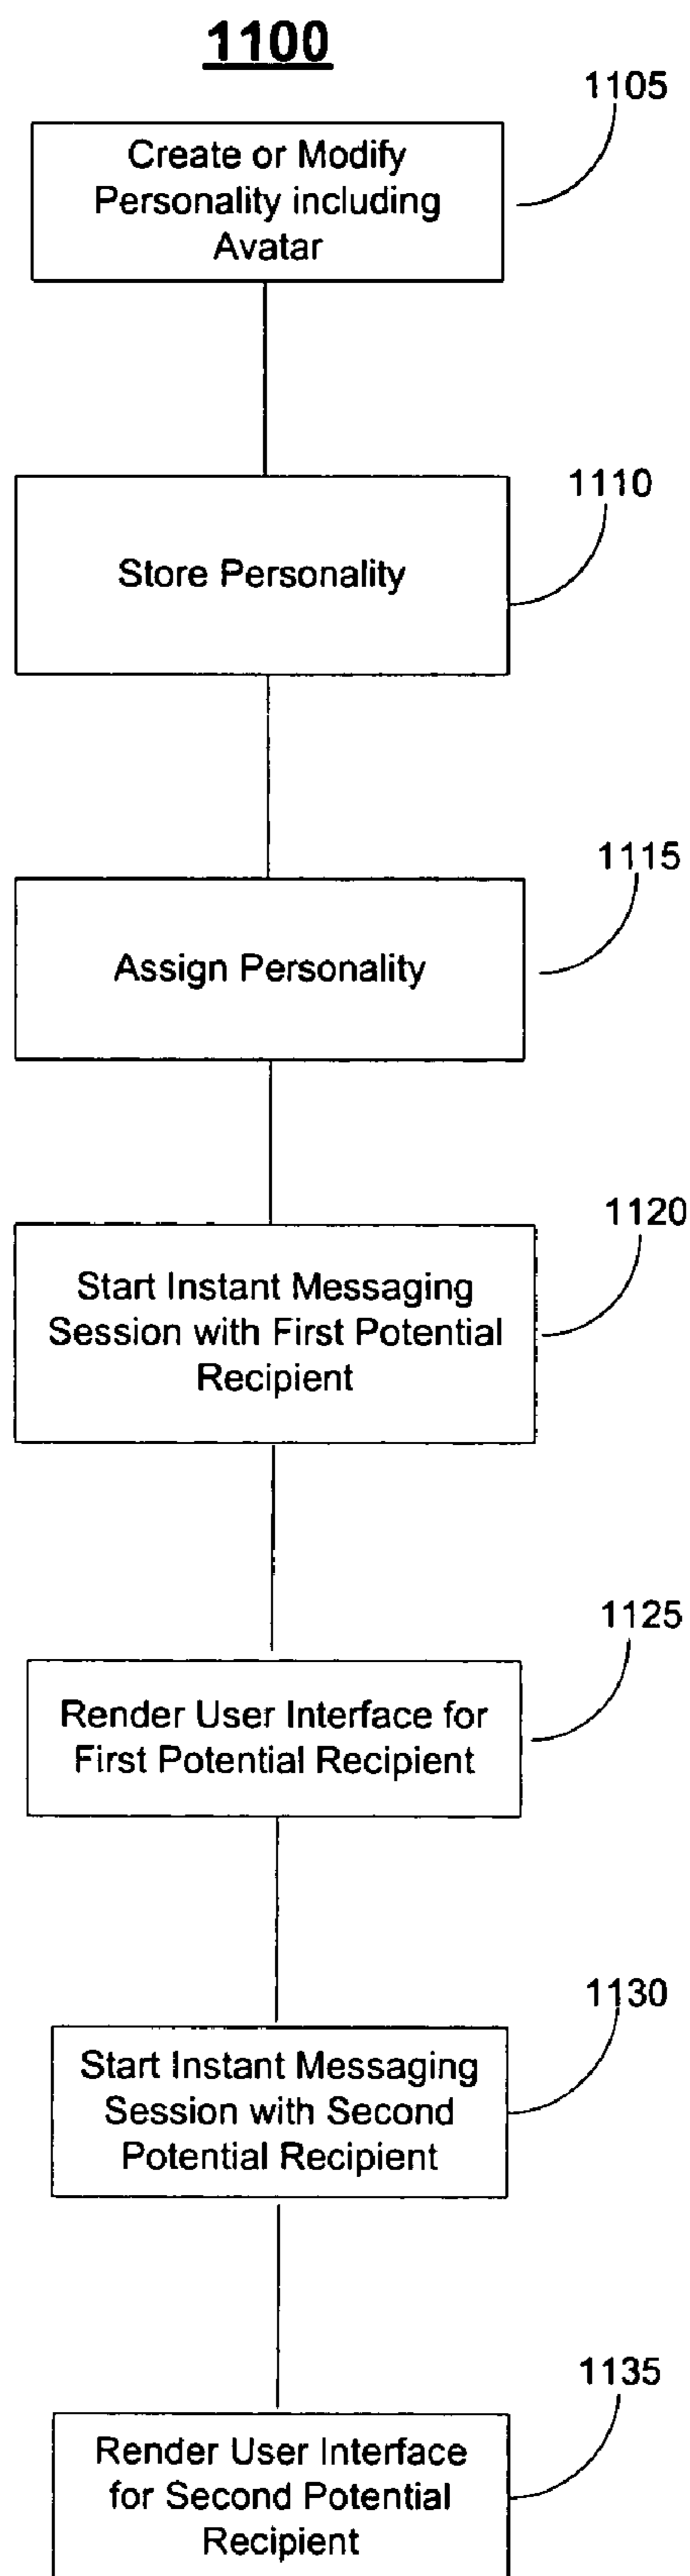 1100
1105
Create or Modify
Personality including
Avatar
1110
Store Personality
1115
Assign Personality
1120
Start Instant Messaging
Session with First Potential
Recipient
1125
Render User Interface for
First Potential Recipient
1130
Start Instant Messaging
Session with Second
Potential Recipient
1135
Render User Interface
for Second Potential
Recipient